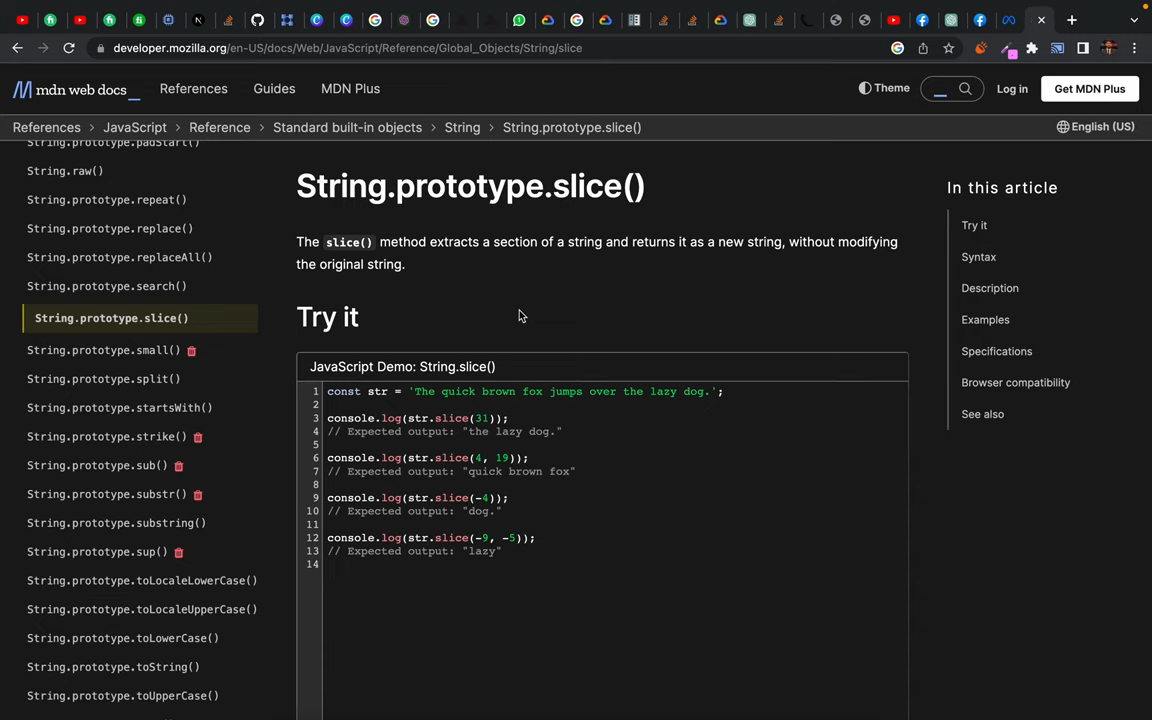 developer.mozilla.org/en-US/docs/Web/JavaScript/Reference/Global_Objects/String/slice
mdn web docs_
References
Guides
MDN Plus
Theme
Log in
Get MDN Plus
References > JavaScript > Reference > Standard built-in objects > String > String.prototype.slice()
English (US)
String.prototype.padStart()
String.raw()
String.prototype.repeat()
String.prototype.replace()
String.prototype.replaceAll()
String.prototype.search()
String.prototype.slice()
String.prototype.small()
String.prototype.split()
String.prototype.startsWith()
String.prototype.strike()
String.prototype.sub()
String.prototype.substr()
String.prototype.substring()
String.prototype.sup()
String.prototype.toLocaleLowerCase()
String.prototype.toLocaleUpperCase()
String.prototype.toLowerCase()
String.prototype.toString()
String.prototype.toUpperCase()
String.prototype.slice()
The slice() method extracts a section of a string and returns it as a new string, without modifying
the original string.
Try it
JavaScript Demo: String.slice()
1 const str = 'The quick brown fox jumps over the lazy dog.';
2
3 console.log(str.slice(31));
4 // Expected output: "the lazy dog."
5
6 console.log(str.slice(4, 19));
7 // Expected output: "quick brown fox"
8
9 console.log(str.slice(-4));
10 // Expected output: "dog."
11
12 console.log(str.slice(-9, -5));
13 // Expected output: "lazy"
14
In this article
Try it
Syntax
Description
Examples
Specifications
Browser compatibility
See also